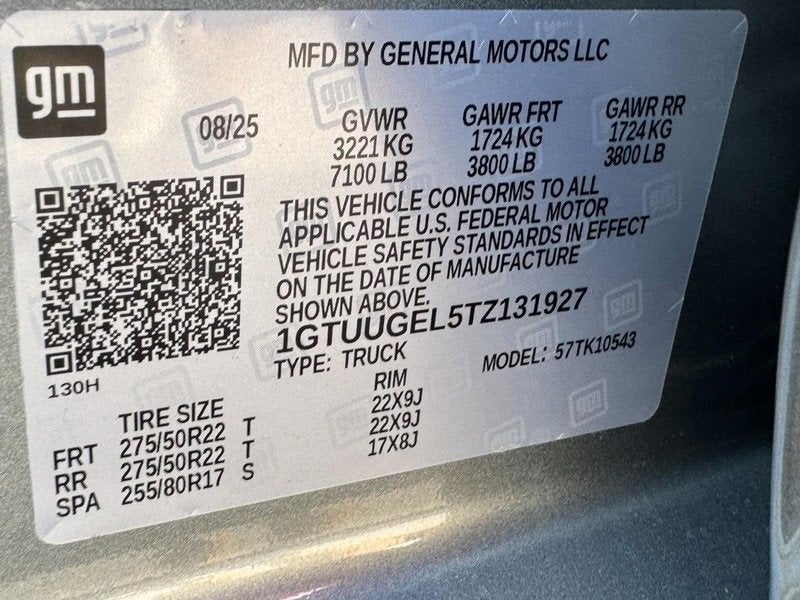 gm
MFD BY GENERAL MOTORS LLC
08/25 GVWR GAWR FRT GAWR RR
3221 KG 1724 KG 1724 KG
7100 LB 3800 LB 3800 LB
THIS VEHICLE CONFORMS TO ALL
APPLICABLE U.S. FEDERAL MOTOR
VEHICLE SAFETY STANDARDS IN EFFECT
ON THE DATE OF MANUFACTURE
SHOWN ABOVE.
1GTUUGEL5TZ131927
TYPE: TRUCK MODEL: 57TK10543
130H
TIRE SIZE RIM
FRT 275/50R22 T 22X9J
RR 275/50R22 T 22X9J
SPA 255/80R17 S 17X8J